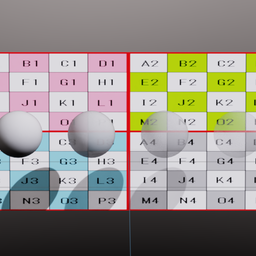 B1 C1 D1 A2 B2 C2
F1 G1 H1 E2 F2 G2
J1 K1 L1 I2 J2 K2
M2 N2 O2
A4 B4 C4
F3 G3 H3 E4 F4 G4
J3 K3 L3 I4 J4 K4
N3 O3 P3 M4 N4 O4